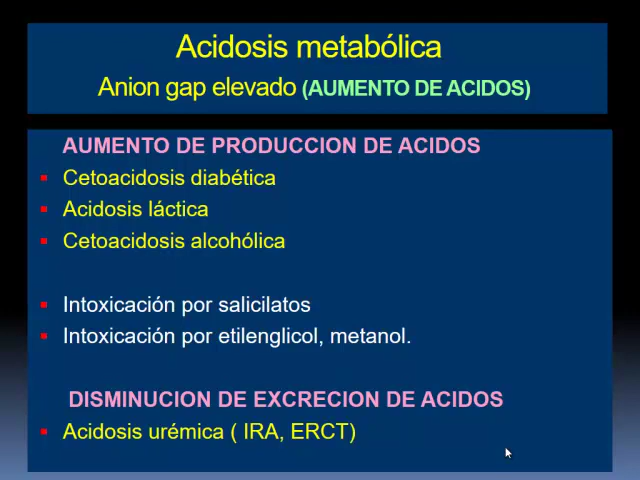 Acidosis metabólica
Anion gap elevado (AUMENTO DE ACIDOS)
AUMENTO DE PRODUCCION DE ACIDOS
Cetoacidosis diabética
Acidosis láctica
Cetoacidosis alcohólica
Intoxicación por salicilatos
Intoxicación por etilenglicol, metanol.
DISMINUCION DE EXCRECION DE ACIDOS
Acidosis urémica ( IRA, ERCT)